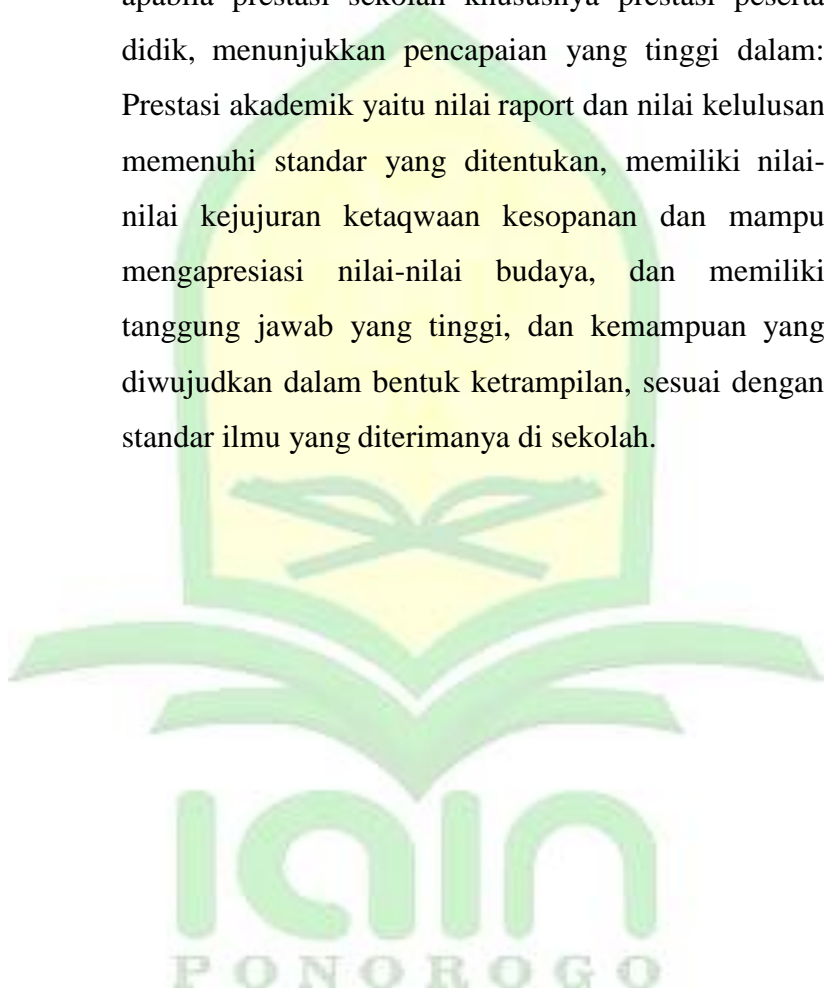 apabila prestasi sekolah khususnya prestasi peserta
didik, menunjukkan pencapaian yang tinggi dalam:
Prestasi akademik yaitu nilai raport dan nilai kelulusan
memenuhi standar yang ditentukan, memiliki nilai-
nilai kejujuran ketaqwaan kesopanan dan mampu
mengapresiasi nilai-nilai budaya, dan memiliki
tanggung jawab yang tinggi, dan kemampuan yang
diwujudkan dalam bentuk ketrampilan, sesuai dengan
standar ilmu yang diterimanya di sekolah.
iain
PONOROGO